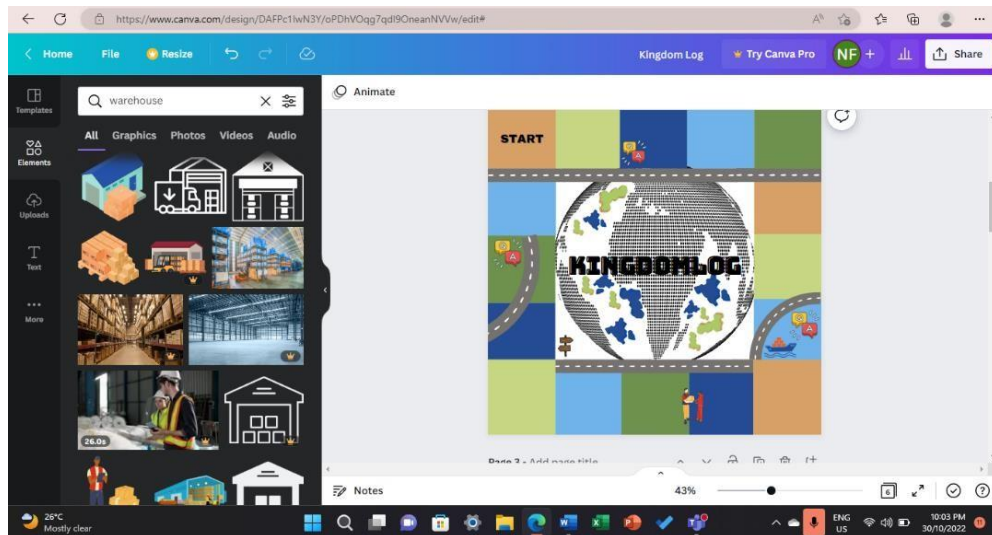 https://www.canva.com/design/DAFPc1IwN3Y/oPDhVOqg7qdI9OneanNVVw/edit#
Home File Resize Kingdom Log Try Canva Pro NF + Share
Templates
Elements
Uploads
Text
More
warehouse
All Graphics Photos Videos Audio
26.0s
Animate
START
Q
A
KINGDOMLOG
Q
A
Q
A
Page 3 - Add page title
Notes 43% 6
26°C
Mostly clear
ENG
US
10:03 PM
30/10/2022